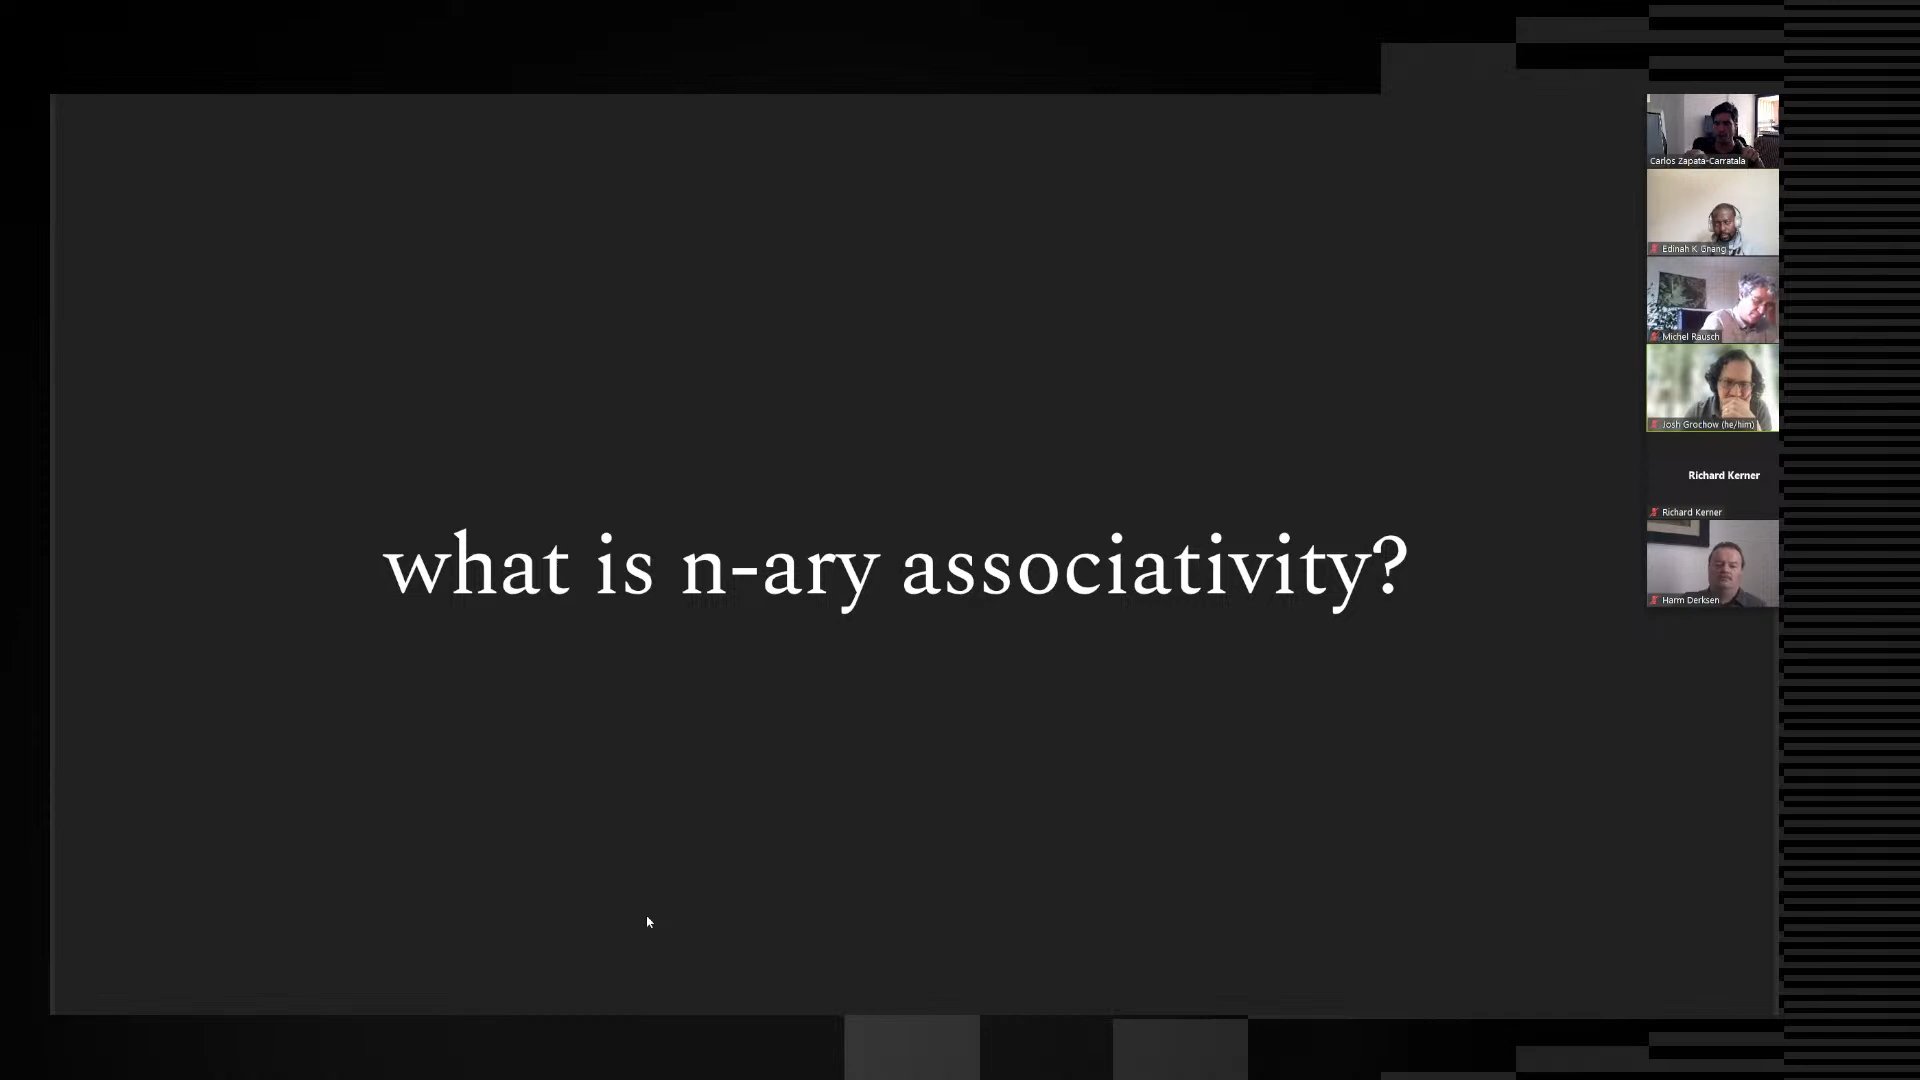 what is n-ary associativity?
Carlos Zapata-Carratala
Edinah K Gnang
Michel Rausch
Josh Grochow (he/him)
Richard Kerner
Richard Kerner
Harm Derksen